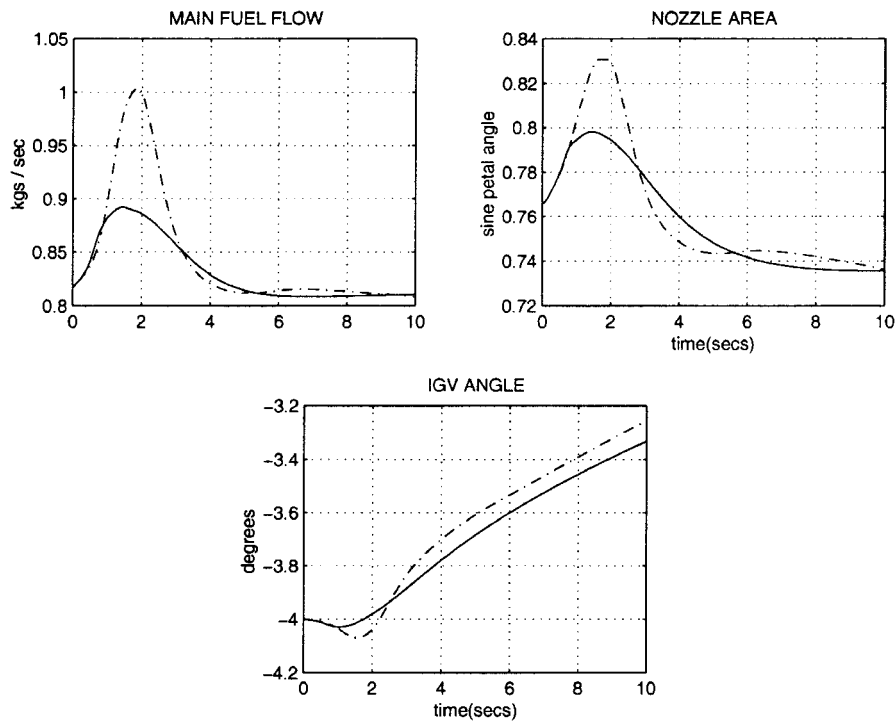 MAIN FUEL FLOW
1.05
1
0.95
0.9
0.85
0.8
kgs / sec
0 2 4 6 8 10
NOZZLE AREA
0.84
0.82
0.8
0.78
0.76
0.74
0.72
sine petal angle
0 2 4 6 8 10
time(secs)
IGV ANGLE
−3.2
−3.4
−3.6
−3.8
−4
−4.2
degrees
0 2 4 6 8 10
time(secs)